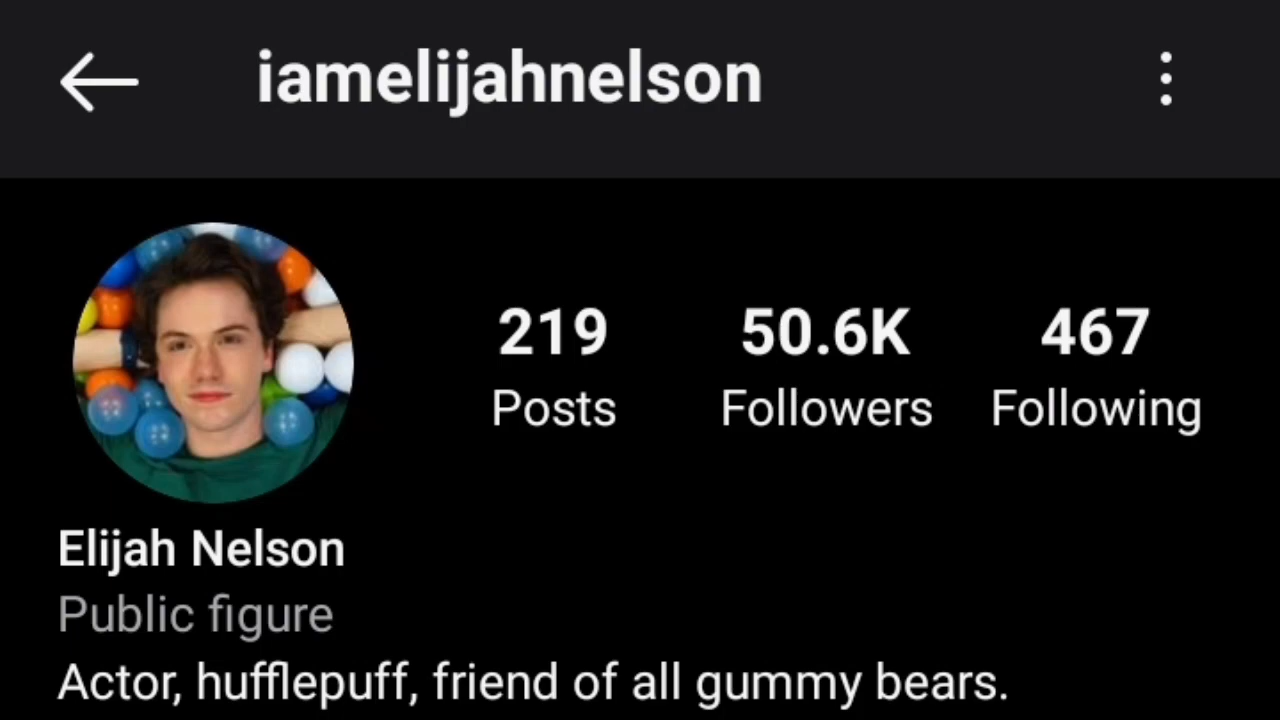 iamelijahnelson
219 50.6K 467
Posts Followers Following
Elijah Nelson
Public figure
Actor, hufflepuff, friend of all gummy bears.